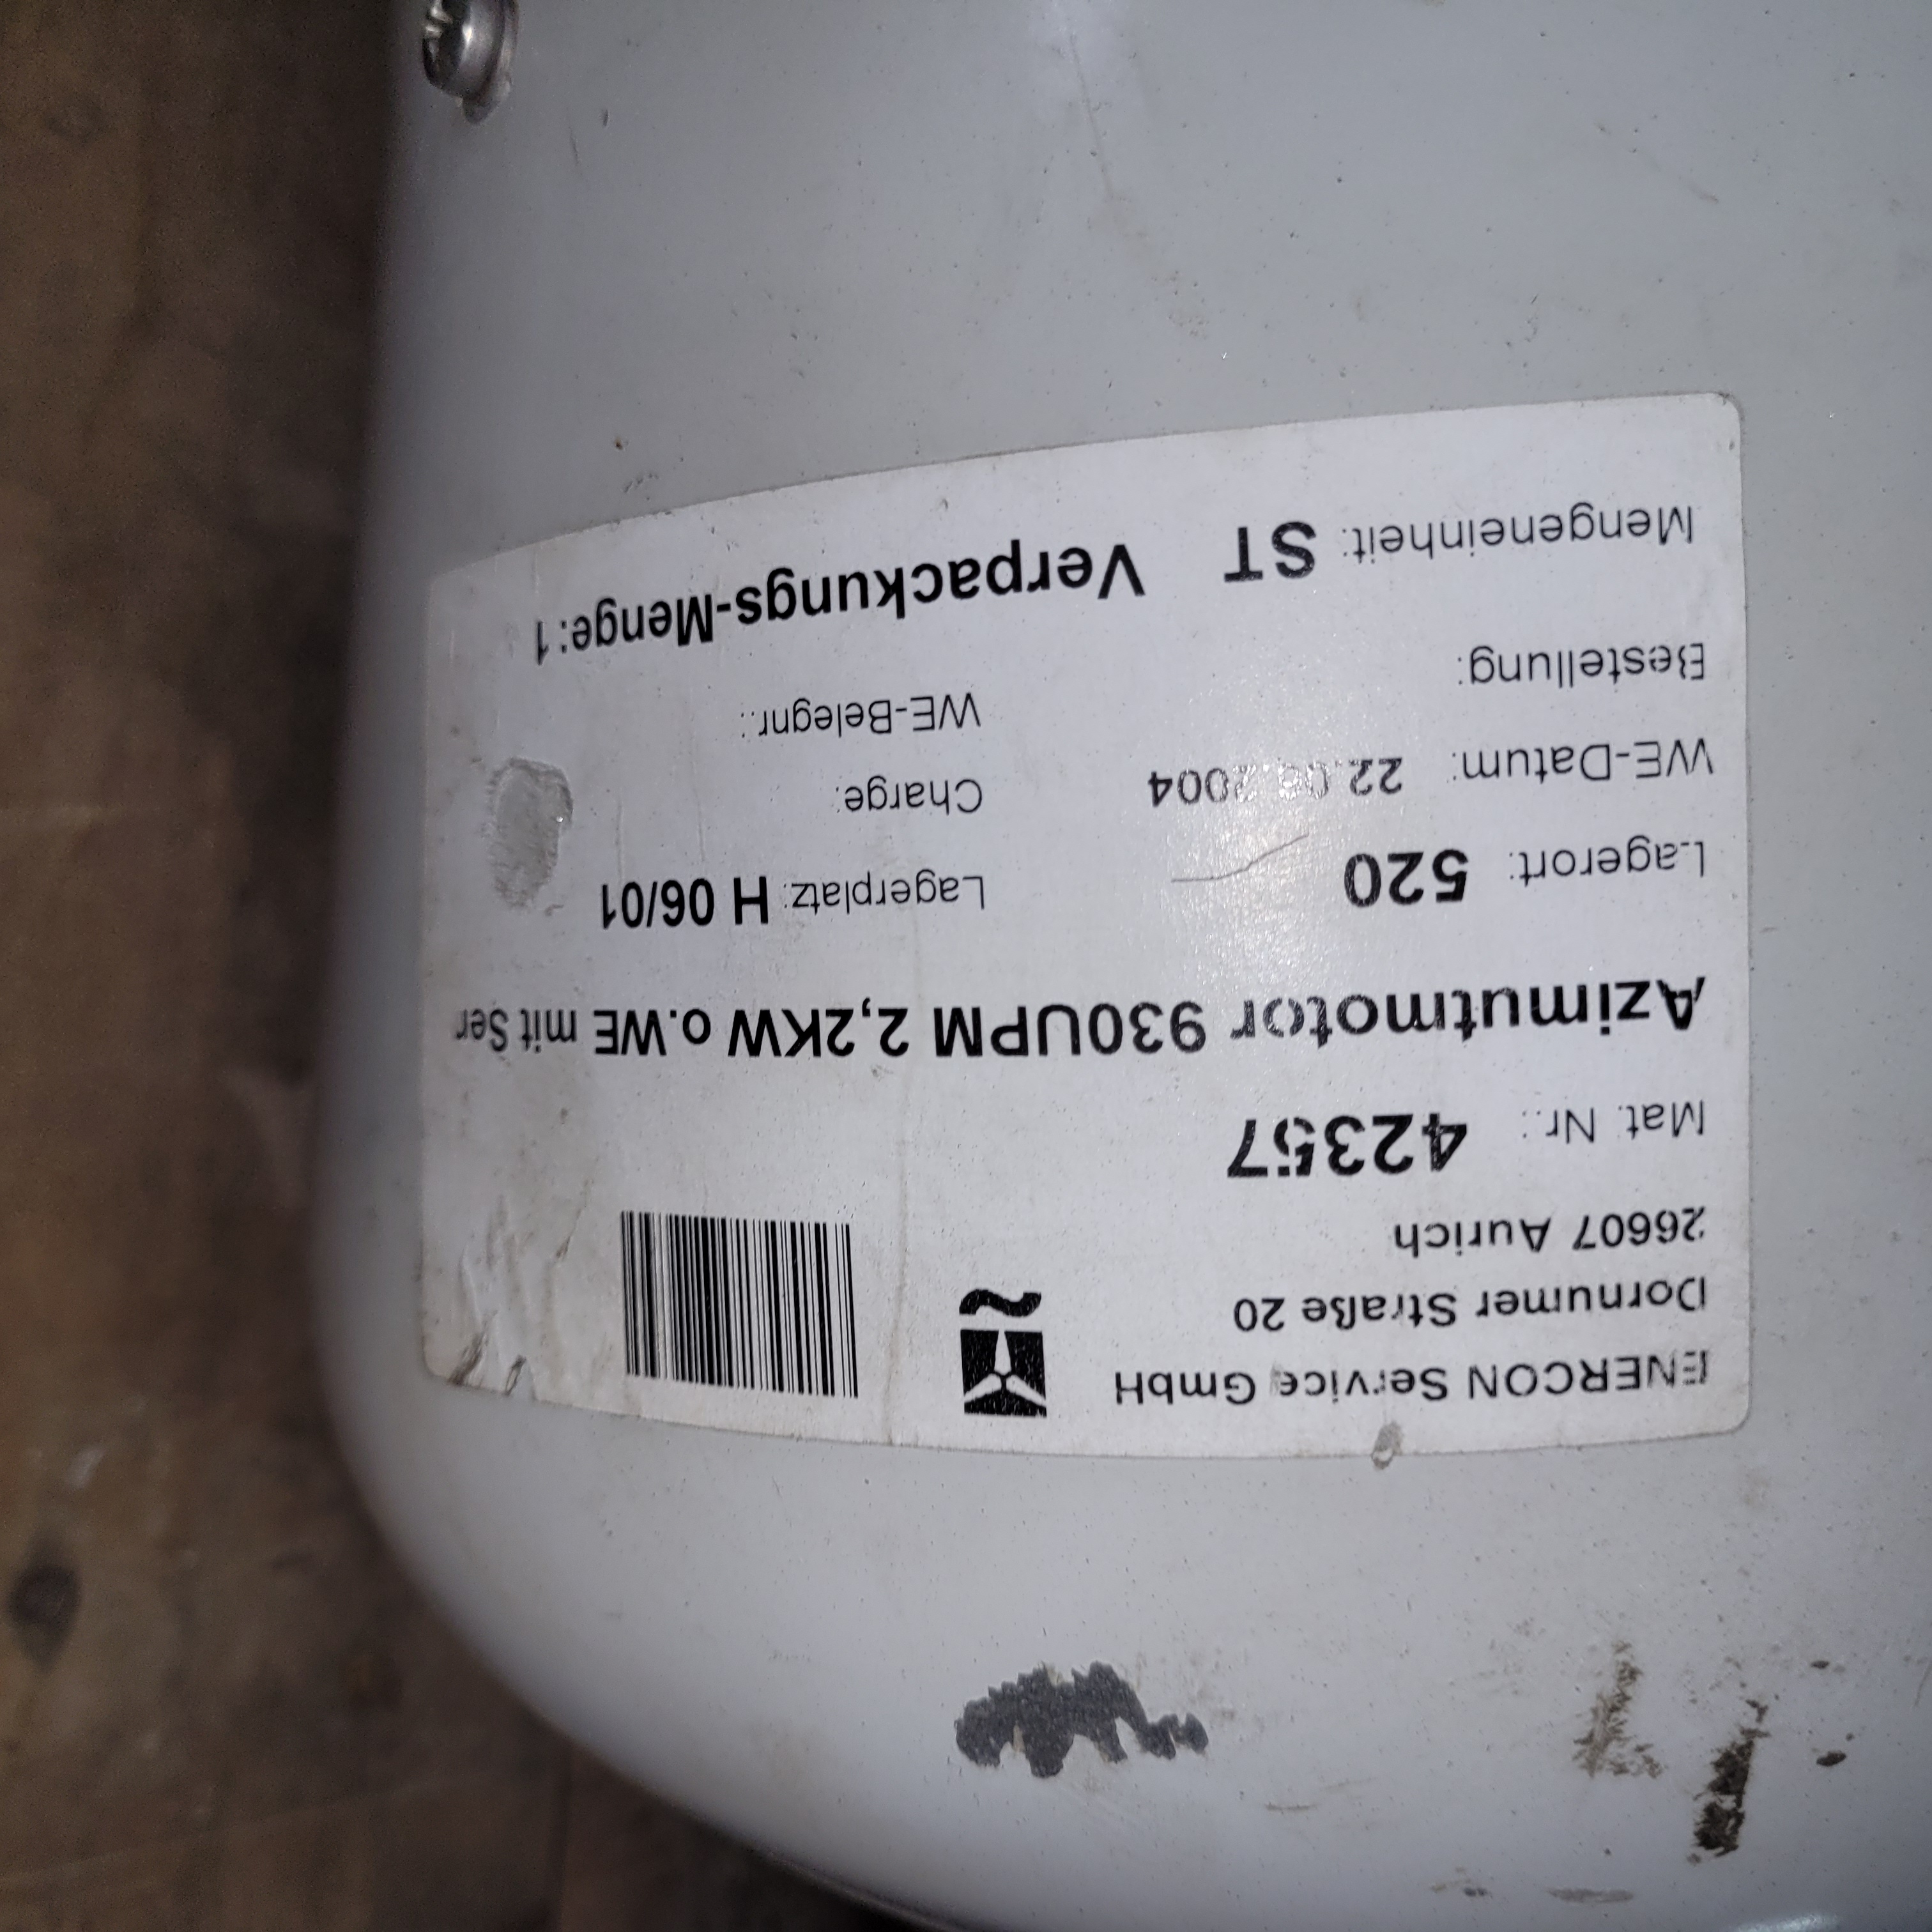 ENERCON Service GmbH
Dornumer Straße 20
26607 Aurich
Mat. Nr.: 42357
Azimutmotor 930UPM 2,2KW o.WE mit Ser
Lagerort: 520 Lagerplatz: H 06/01
WE-Datum: Charge:
Bestellung: WE-Belegnr.:
Mengeneinheit: ST Verpackungs-Menge: 1